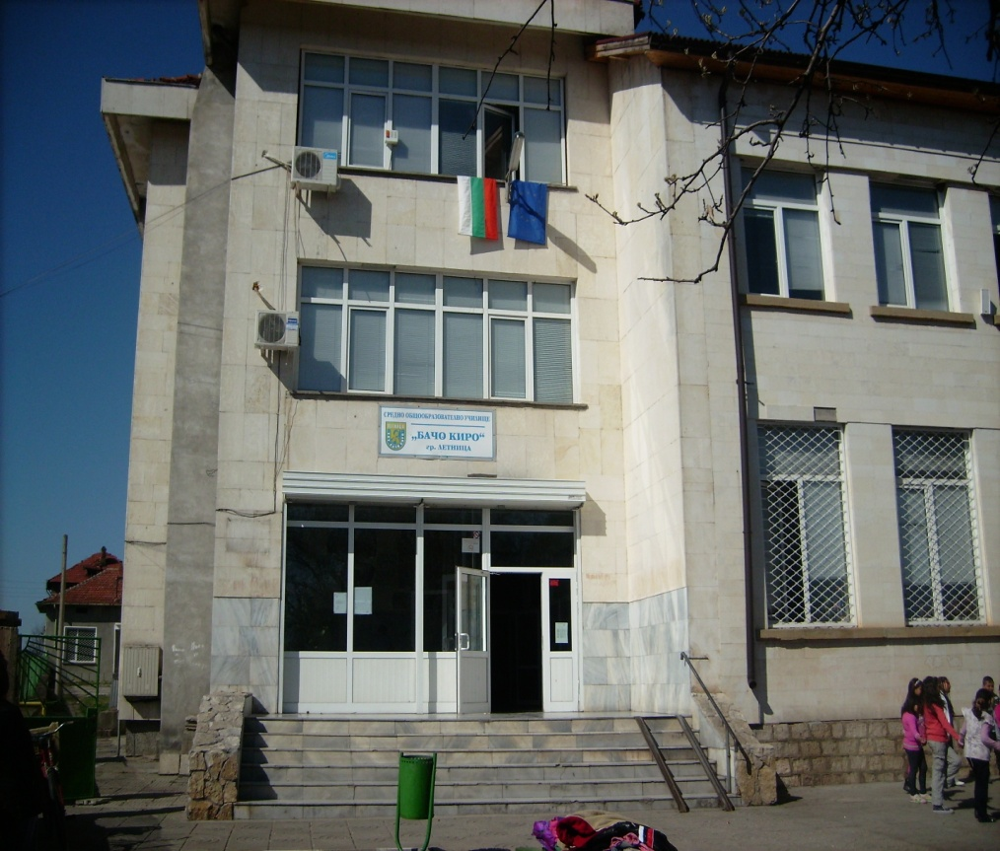 СРЕДНО ОБЩООБРАЗОВАТЕЛНО УЧИЛИЩЕ
„БАЧО КИРО“
гр. ЛЕТНИЦА